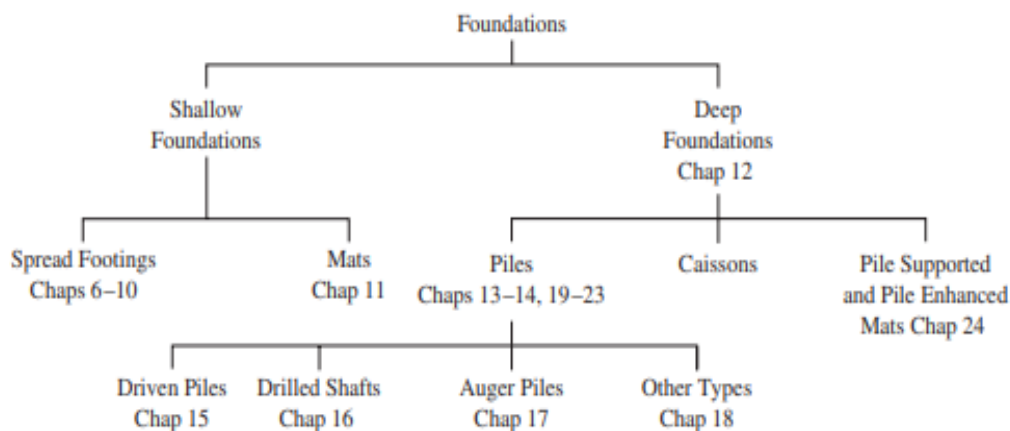 Foundations
Shallow
Foundations
Deep
Foundations
Chap 12
Spread Footings
Chaps 6–10
Mats
Chap 11
Piles
Chaps 13–14, 19–23
Caissons
Pile Supported
and Pile Enhanced
Mats Chap 24
Driven Piles
Chap 15
Drilled Shafts
Chap 16
Auger Piles
Chap 17
Other Types
Chap 18